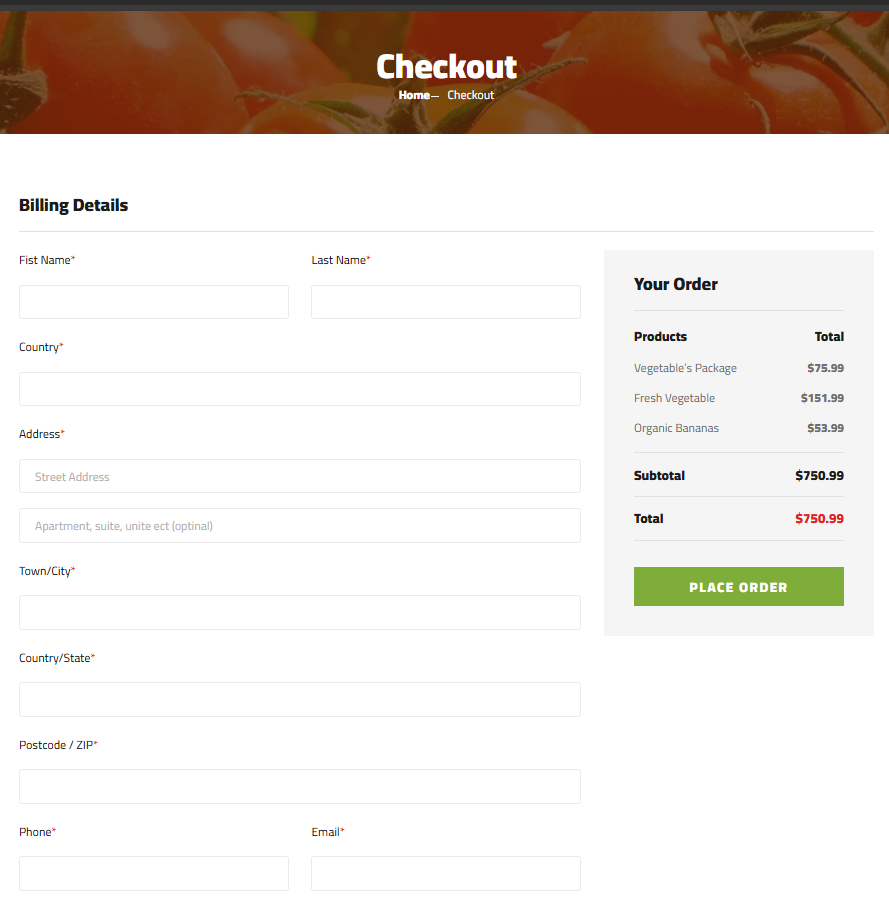 Checkout
Home— Checkout
Billing Details
Fist Name*
Last Name*
Country*
Address*
Street Address
Apartment, suite, unite ect (optinal)
Town/City*
Country/State*
Postcode / ZIP*
Phone*
Email*
Your Order
Products Total
Vegetable's Package $75.99
Fresh Vegetable $151.99
Organic Bananas $53.99
Subtotal $750.99
Total $750.99
PLACE ORDER